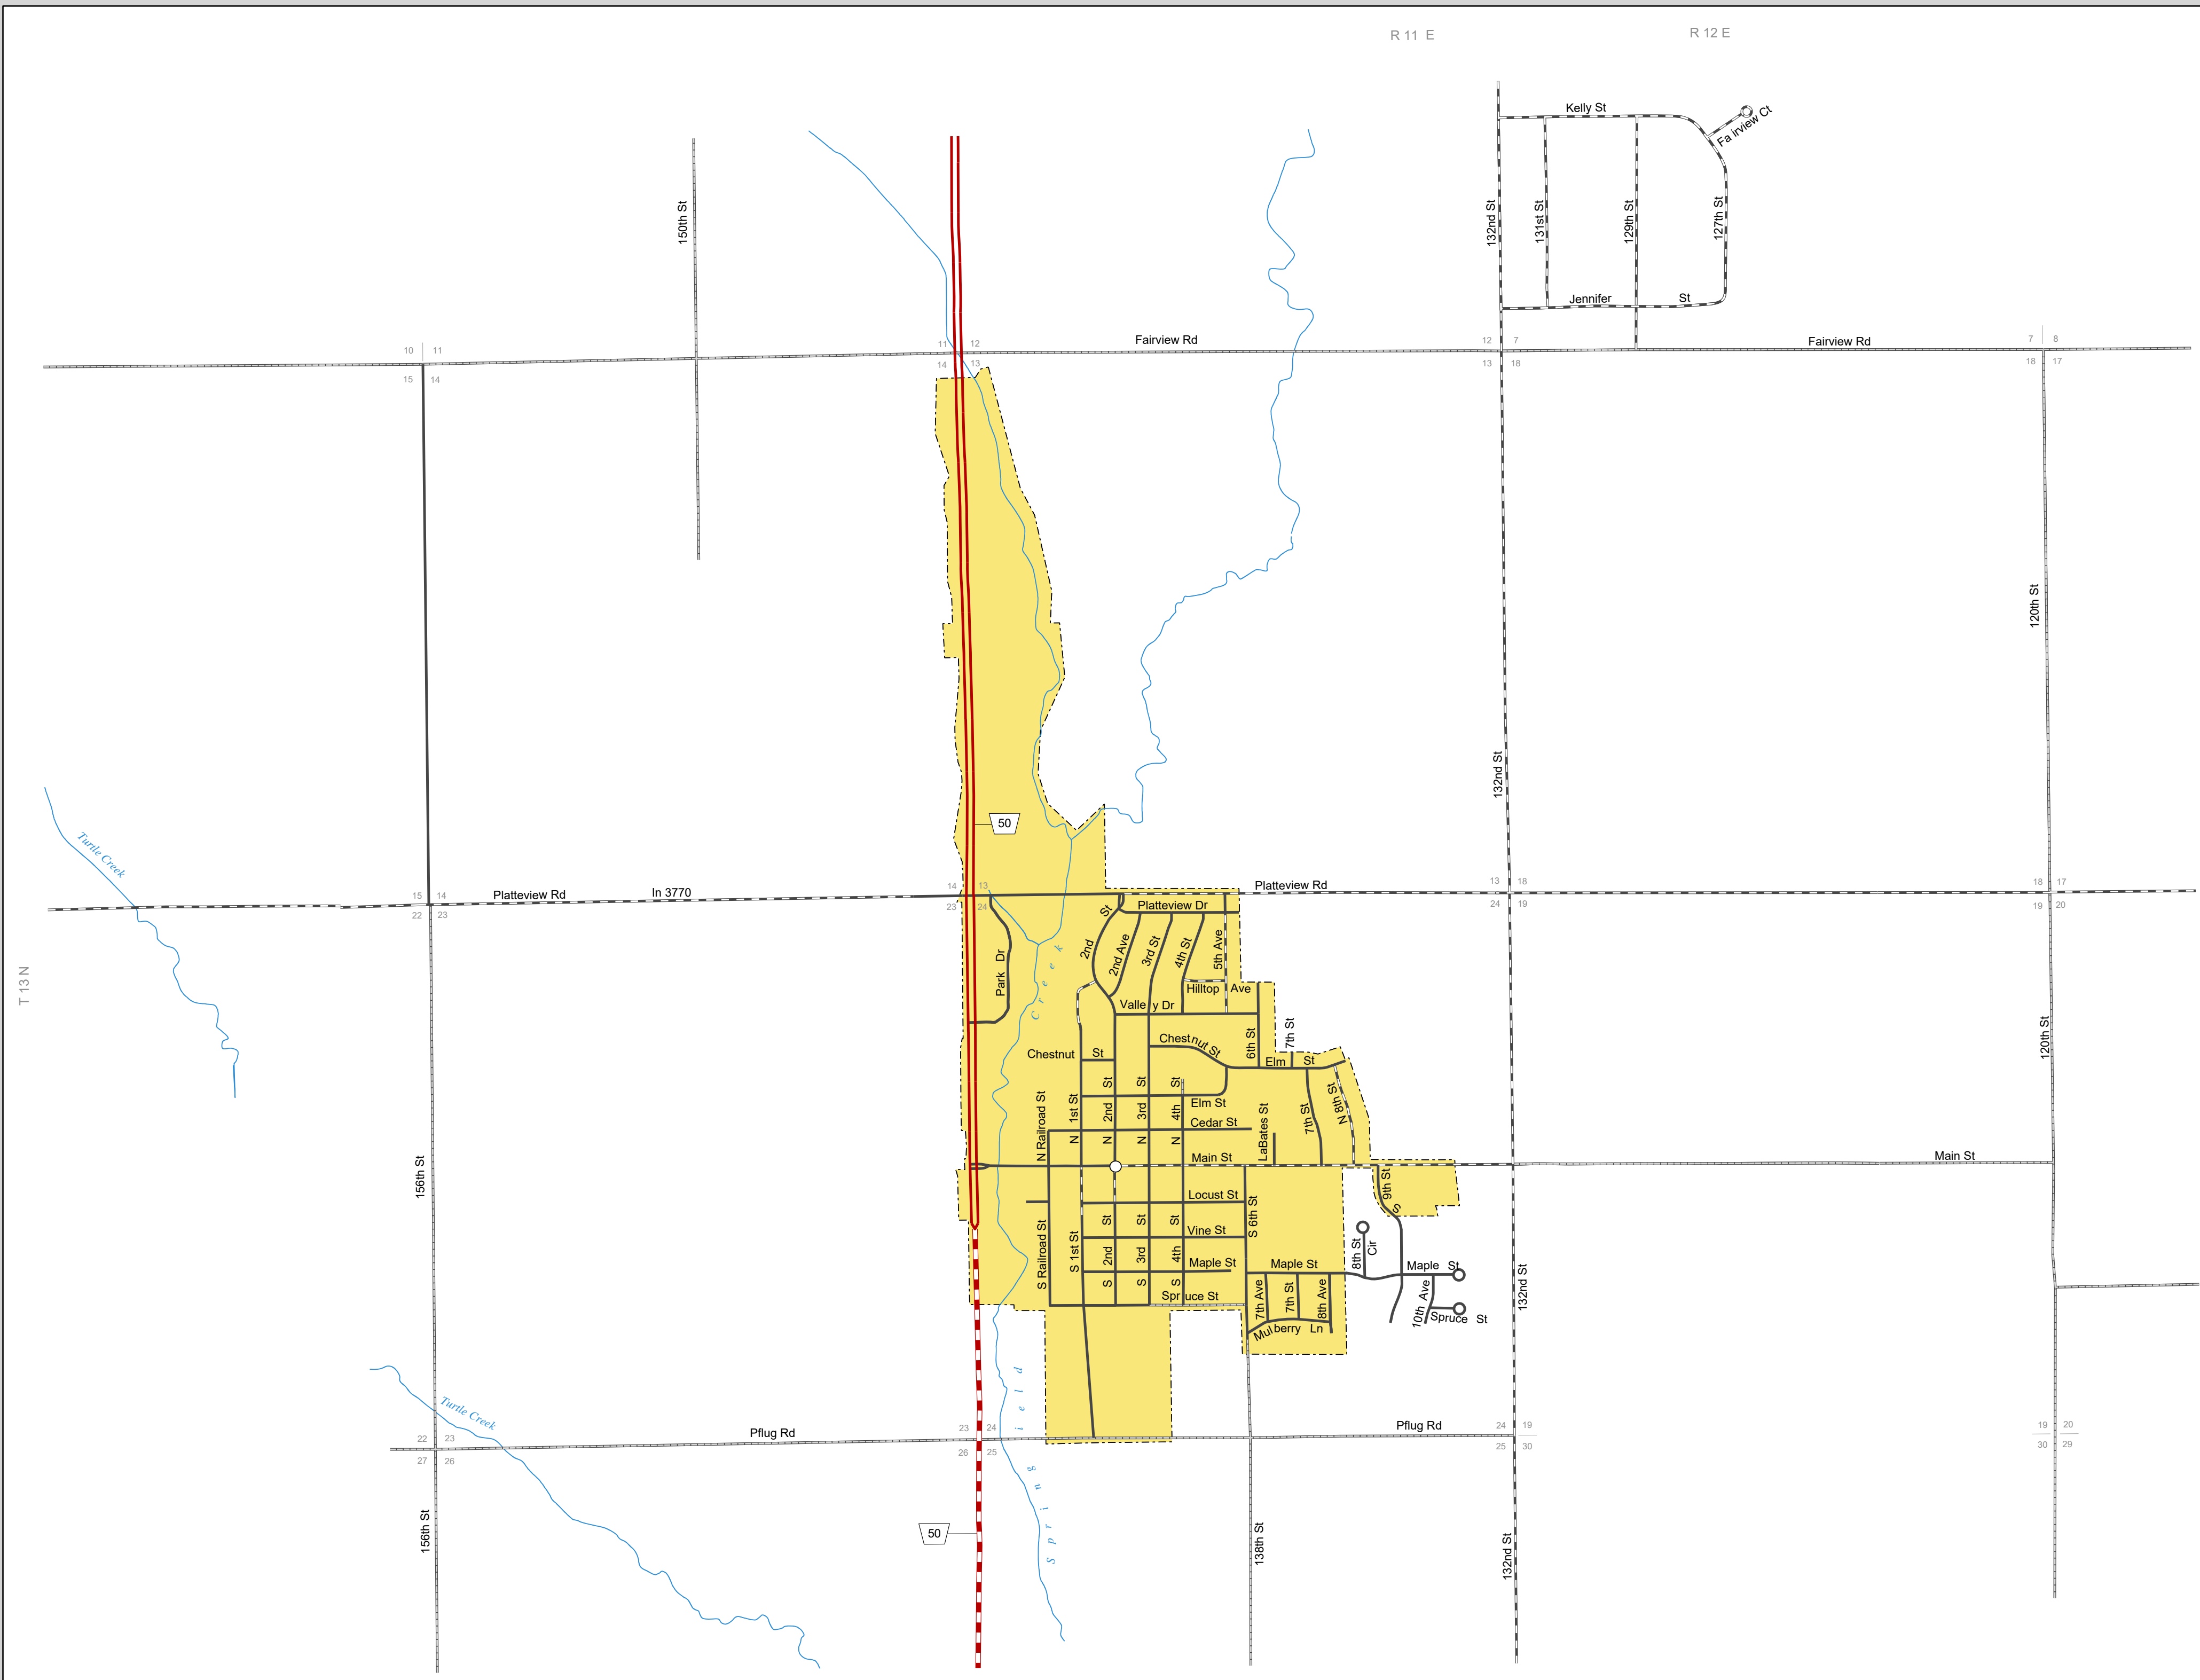 R 11 E
R 12 E
Kelly St
Fairview Ct
150th St
132nd St
131st St
129th St
127th St
Jennifer St
Fairview Rd
Fairview Rd
10 11
15 14
11 12
14 13
12 7
13 18
7 8
18 17
120th St
132nd St
50
Turtle Creek
Platteview Rd
ln 3770
Platteview Rd
15 14
22 23
14 13
23 24
13 18
24 19
18 17
19 20
T 13 N
Platteview Dr
Park Dr
2nd St
2nd Ave
3rd St
4th St
5th Ave
Hilltop Ave
Valley Dr
Chestnut St
Chestnut St
6th St
7th St
Elm St
Elm St
N Railroad St
N 1st St
N 2nd St
N 3rd St
N 4th St
Cedar St
LaBates St
7th St
N 8th St
120th St
156th St
Main St
Main St
Locust St
Vine St
Maple St
Spruce St
S Railroad St
S 1st St
S 2nd St
S 3rd St
S 4th St
S 6th St
S 9th St
8th St Cir
Maple St
Maple St
7th Ave
7th St
8th Ave
10th Ave
Spruce St
Mulberry Ln
132nd St
Turtle Creek
Pflug Rd
Pflug Rd
22 23
27 26
23 24
26 25
24 19
25 30
19 20
30 29
Springfield Creek
50
156th St
138th St
132nd St